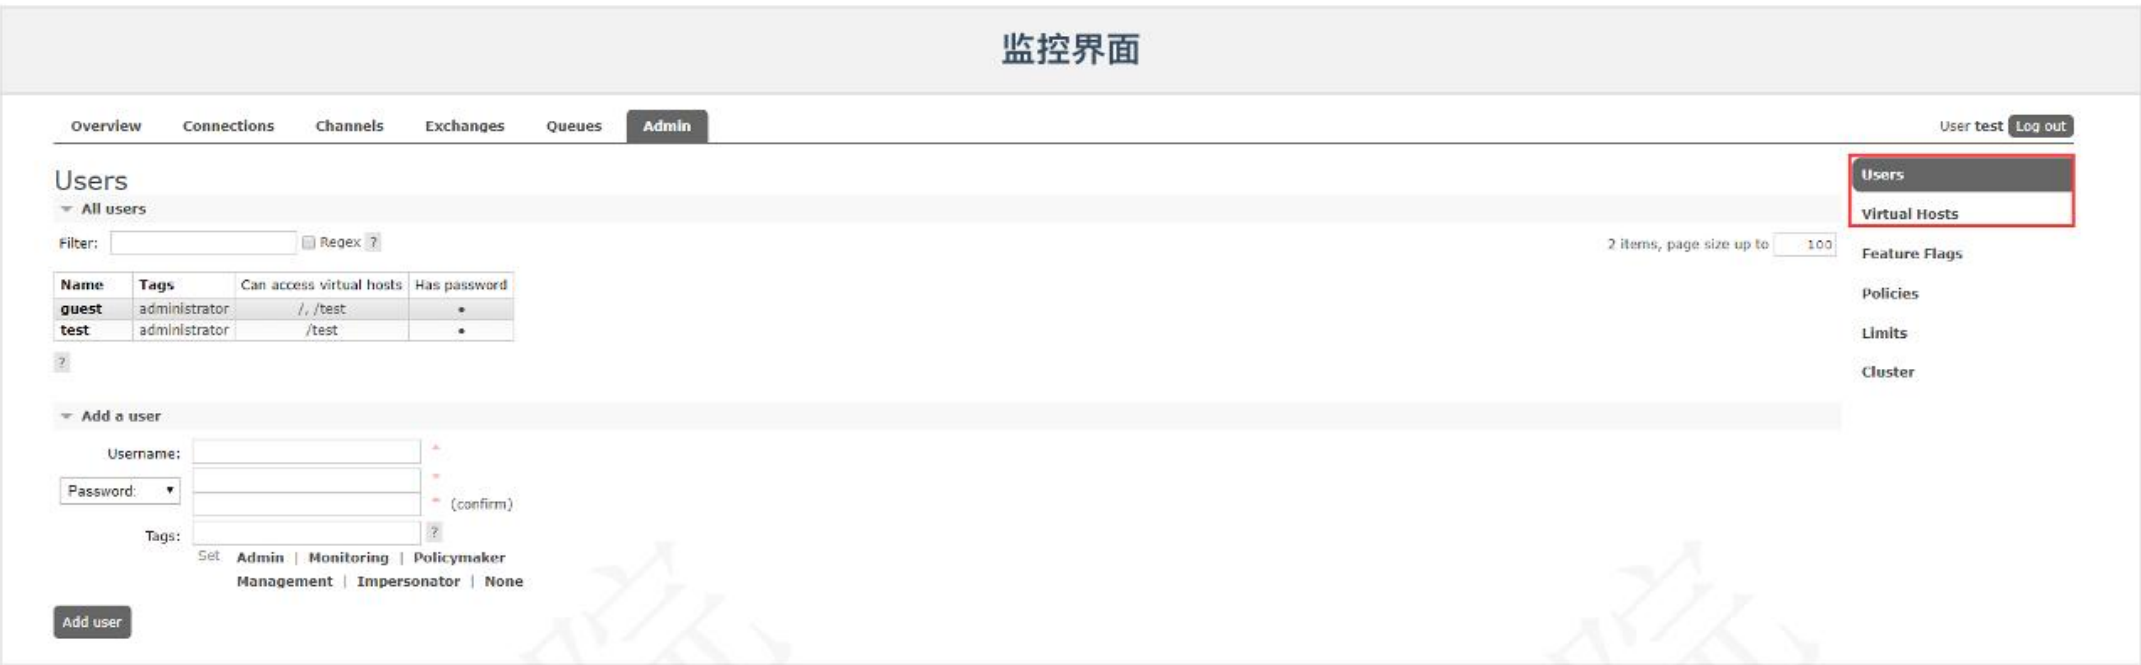 监控界面
Overview Connections Channels Exchanges Queues Admin User test Log out
Users
All users
Filter: Regex ? 2 items, page size up to 100
Name Tags Can access virtual hosts Has password
guest administrator /, /test •
test administrator /test •
?
Add a user
Username: *
Password: *
* (confirm)
Tags: ?
Set Admin | Monitoring | Policymaker
Management | Impersonator | None
Add user
Users
Virtual Hosts
Feature Flags
Policies
Limits
Cluster
院 院